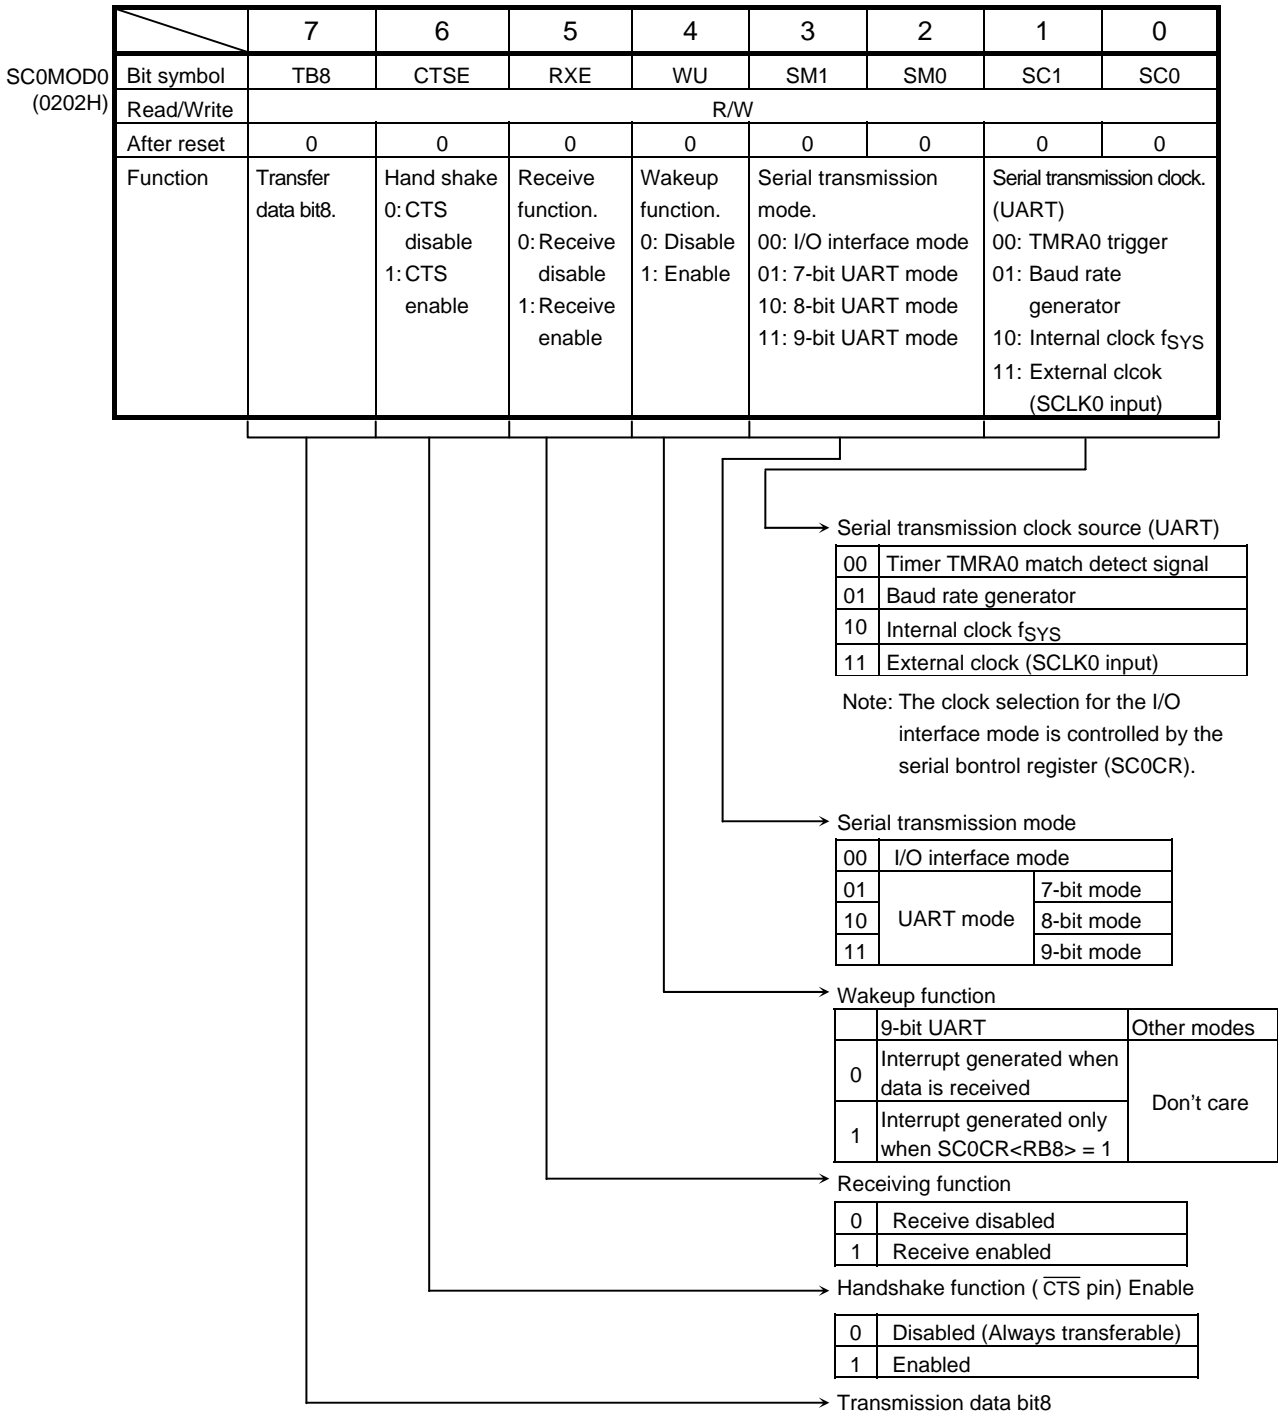 7 6 5 4 3 2 1 0
SC0MOD0 Bit symbol TB8 CTSE RXE WU SM1 SM0 SC1 SC0
(0202H) Read/Write R/W
After reset 0 0 0 0 0 0 0 0
Function Transfer Hand shake Receive Wakeup Serial transmission Serial transmission clock.
data bit8. 0: CTS function. function. mode. (UART)
disable 0: Receive 0: Disable 00: I/O interface mode 00: TMRA0 trigger
1: CTS disable 1: Enable 01: 7-bit UART mode 01: Baud rate
enable 1: Receive 10: 8-bit UART mode generator
enable 11: 9-bit UART mode 10: Internal clock fSYS
11: External clcok
(SCLK0 input)
Serial transmission clock source (UART)
00 Timer TMRA0 match detect signal
01 Baud rate generator
10 Internal clock fSYS
11 External clock (SCLK0 input)
Note: The clock selection for the I/O
interface mode is controlled by the
serial bontrol register (SC0CR).
Serial transmission mode
00 I/O interface mode
01 7-bit mode
10 UART mode 8-bit mode
11 9-bit mode
Wakeup function
9-bit UART Other modes
0 Interrupt generated when
data is received
Don't care
1 Interrupt generated only
when SC0CR<RB8> = 1
Receiving function
0 Receive disabled
1 Receive enabled
Handshake function ( C̅T̅S̅ pin) Enable
0 Disabled (Always transferable)
1 Enabled
Transmission data bit8